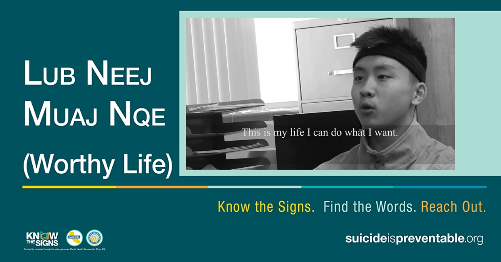 LUB NEEJ
MUAJ NQE
(Worthy Life)
This is my life I can do what I want.
Know the Signs. Find the Words. Reach Out.
KNOW
THE SIGNS
suicideispreventable.org